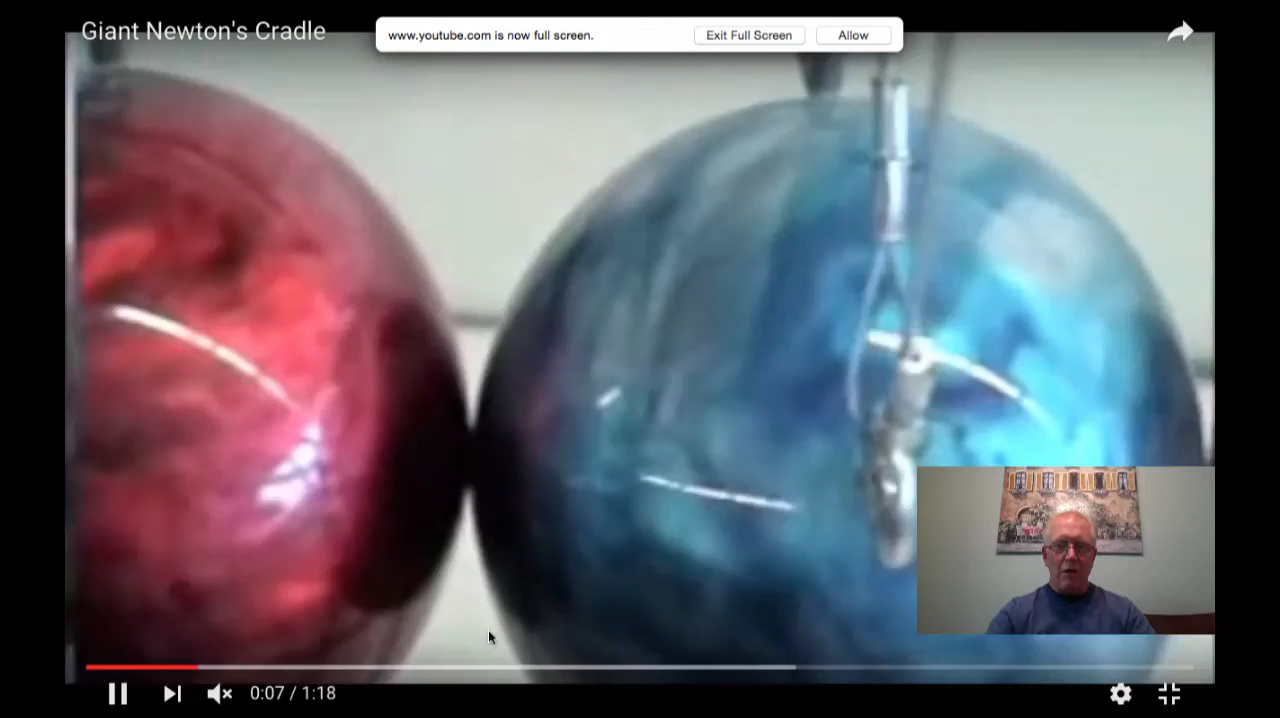 Giant Newton's Cradle
www.youtube.com is now full screen.
Exit Full Screen
Allow
0:07 / 1:18